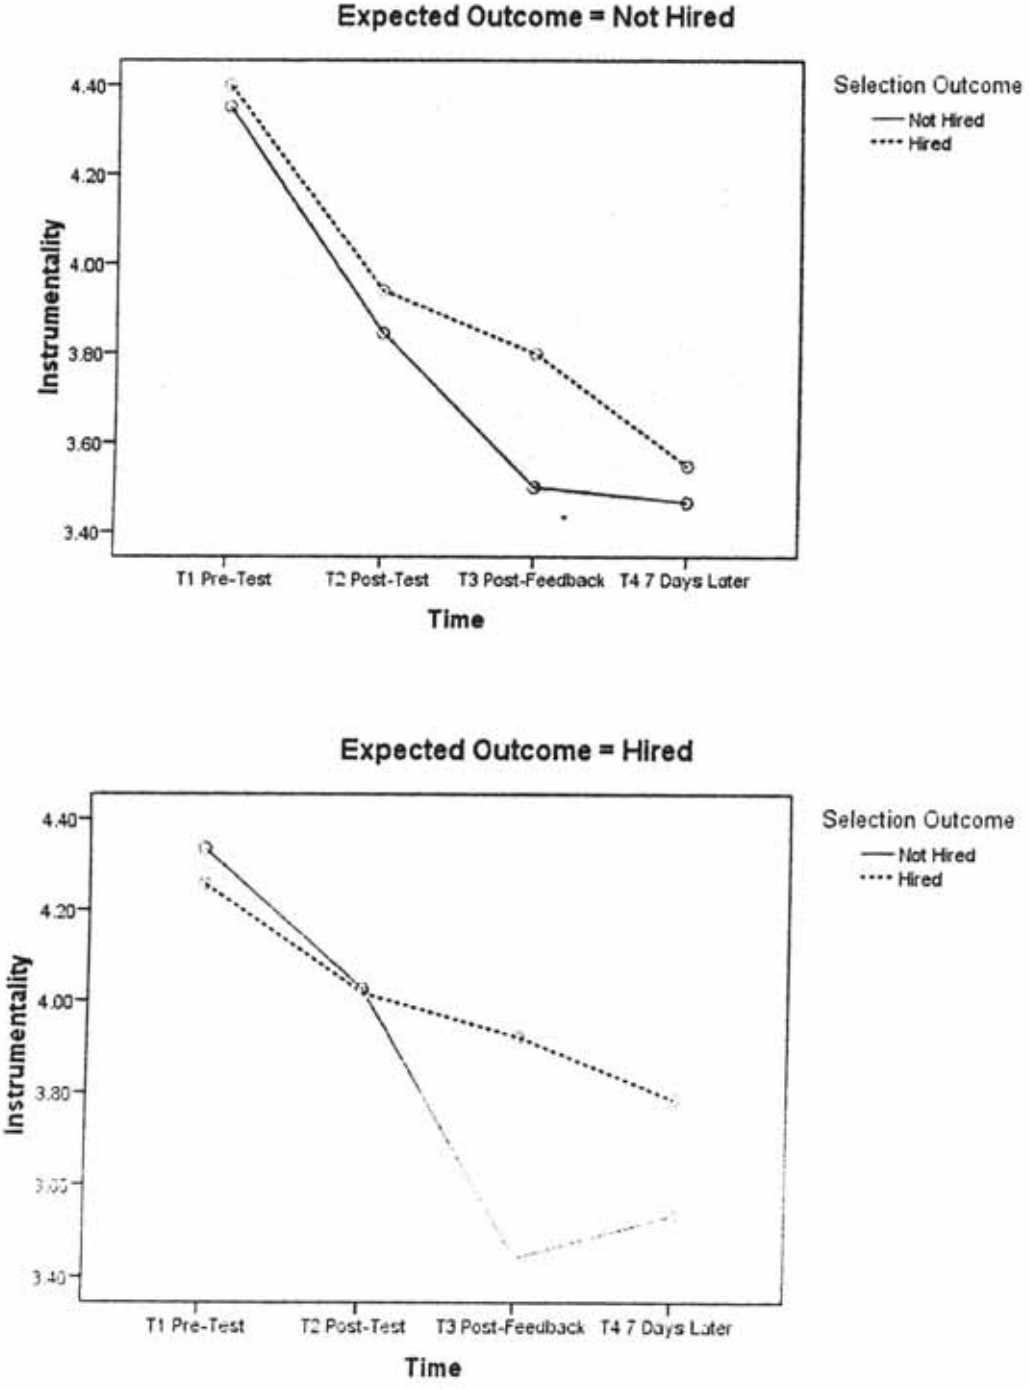 Expected Outcome = Not Hired
Selection Outcome
Not Hired
Hired
4.40
4.20
4.00
3.80
3.60
3.40
Instrumentality
T1 Pre-Test T2 Post-Test T3 Post-Feedback T4 7 Days Later
Time
Expected Outcome = Hired
Selection Outcome
Not Hired
Hired
4.40
4.20
4.00
3.80
3.40
Instrumentality
T1 Pre-Test T2 Post-Test T3 Post-Feedback T4 7 Days Later
Time